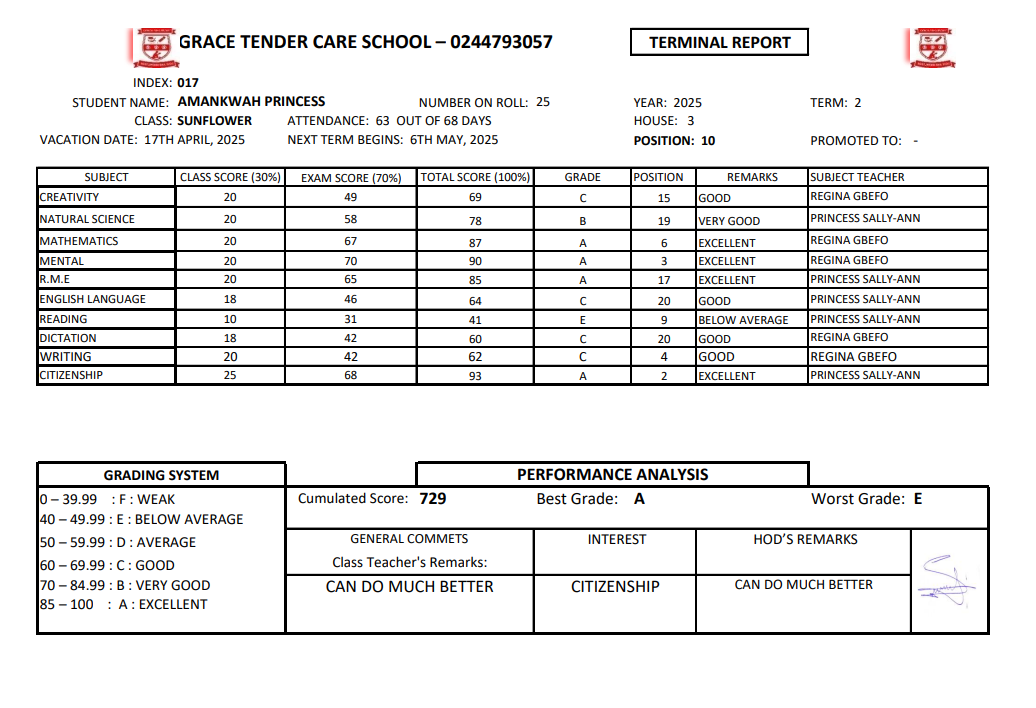 GRACE TENDER CARE SCHOOL – 0244793057
TERMINAL REPORT
INDEX: 017
STUDENT NAME: AMANKWAH PRINCESS NUMBER ON ROLL: 25 YEAR: 2025 TERM: 2
CLASS: SUNFLOWER ATTENDANCE: 63 OUT OF 68 DAYS HOUSE: 3
VACATION DATE: 17TH APRIL, 2025 NEXT TERM BEGINS: 6TH MAY, 2025 POSITION: 10 PROMOTED TO: -
SUBJECT CLASS SCORE (30%) EXAM SCORE (70%) TOTAL SCORE (100%) GRADE POSITION REMARKS SUBJECT TEACHER
CREATIVITY 20 49 69 C 15 GOOD REGINA GBEFO
NATURAL SCIENCE 20 58 78 B 19 VERY GOOD PRINCESS SALLY-ANN
MATHEMATICS 20 67 87 A 6 EXCELLENT REGINA GBEFO
MENTAL 20 70 90 A 3 EXCELLENT REGINA GBEFO
R.M.E 20 65 85 A 17 EXCELLENT PRINCESS SALLY-ANN
ENGLISH LANGUAGE 18 46 64 C 20 GOOD PRINCESS SALLY-ANN
READING 10 31 41 E 9 BELOW AVERAGE PRINCESS SALLY-ANN
DICTATION 18 42 60 C 20 GOOD REGINA GBEFO
WRITING 20 42 62 C 4 GOOD REGINA GBEFO
CITIZENSHIP 25 68 93 A 2 EXCELLENT PRINCESS SALLY-ANN
GRADING SYSTEM
0 – 39.99 : F : WEAK
40 – 49.99 : E : BELOW AVERAGE
50 – 59.99 : D : AVERAGE
60 – 69.99 : C : GOOD
70 – 84.99 : B : VERY GOOD
85 – 100 : A : EXCELLENT
PERFORMANCE ANALYSIS
Cumulated Score: 729 Best Grade: A Worst Grade: E
GENERAL COMMETS INTEREST HOD'S REMARKS
Class Teacher's Remarks:
CAN DO MUCH BETTER CITIZENSHIP CAN DO MUCH BETTER